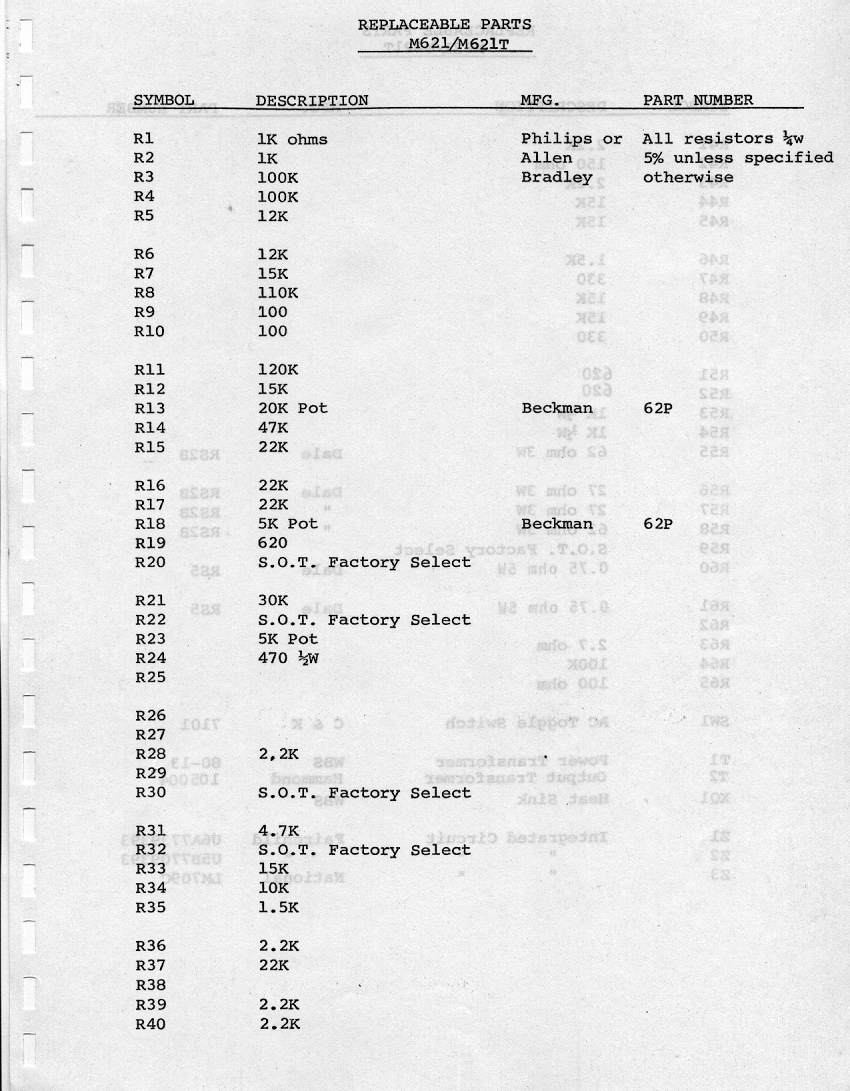 REPLACEABLE PARTS
M621/M621T
SYMBOL DESCRIPTION MFG. PART NUMBER
R1 1K ohms Philips or All resistors ¼w
R2 1K Allen 5% unless specified
R3 100K Bradley otherwise
R4 100K
R5 12K
R6 12K
R7 15K
R8 110K
R9 100
R10 100
R11 120K
R12 15K
R13 20K Pot Beckman 62P
R14 47K
R15 22K
R16 22K
R17 22K
R18 5K Pot Beckman 62P
R19 620
R20 S.O.T. Factory Select
R21 30K
R22 S.O.T. Factory Select
R23 5K Pot
R24 470 ½W
R25
R26
R27
R28 2,2K
R29
R30 S.O.T. Factory Select
R31 4.7K
R32 S.O.T. Factory Select
R33 15K
R34 10K
R35 1.5K
R36 2.2K
R37 22K
R38
R39 2.2K
R40 2.2K